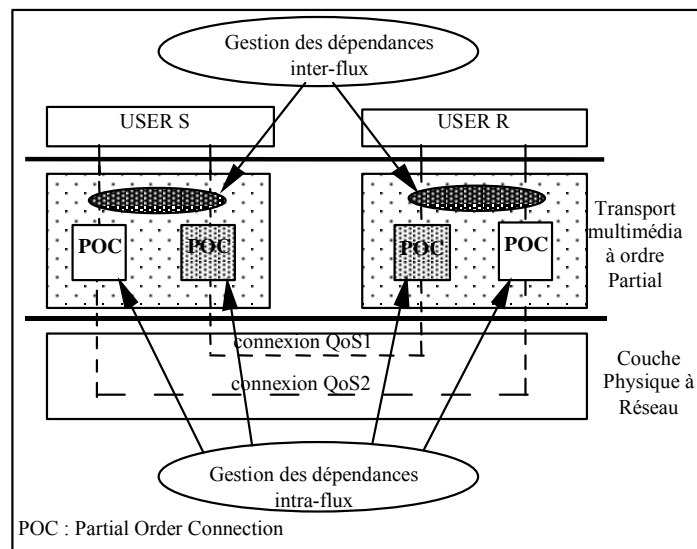 Gestion des dépendances
inter-flux
USER S
USER R
POC
POC
POC
POC
Transport
multimédia
à ordre
Partial
connexion QoS1
connexion QoS2
Couche
Physique à
Réseau
Gestion des dépendances
intra-flux
POC : Partial Order Connection